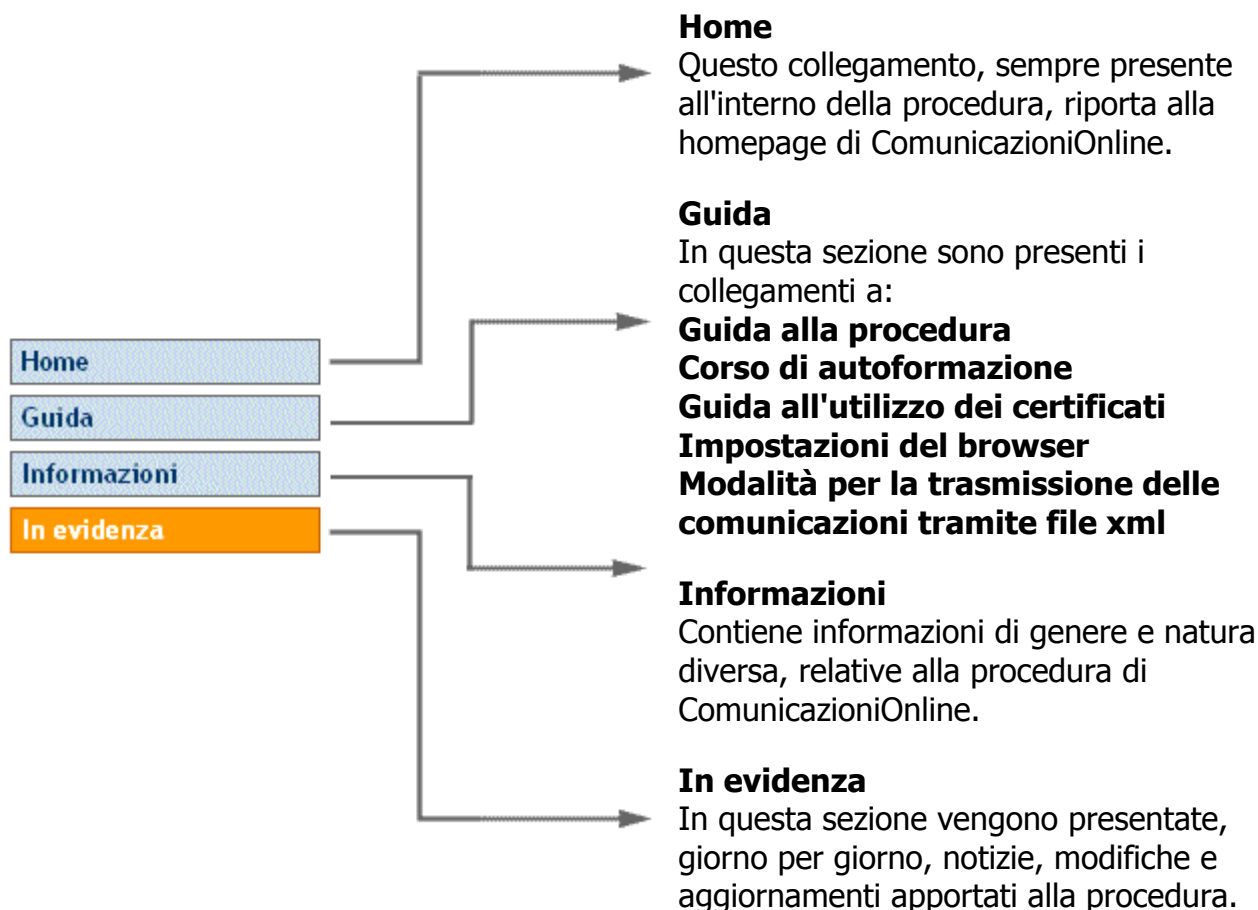 Home
Questo collegamento, sempre presente
all'interno della procedura, riporta alla
homepage di ComunicazioniOnline.
Guida
In questa sezione sono presenti i
collegamenti a:
Guida alla procedura
Corso di autoformazione
Guida all'utilizzo dei certificati
Impostazioni del browser
Modalità per la trasmissione delle
comunicazioni tramite file xml
Informazioni
Contiene informazioni di genere e natura
diversa, relative alla procedura di
ComunicazioniOnline.
In evidenza
In questa sezione vengono presentate,
giorno per giorno, notizie, modifiche e
aggiornamenti apportati alla procedura.
Home
Guida
Informazioni
In evidenza